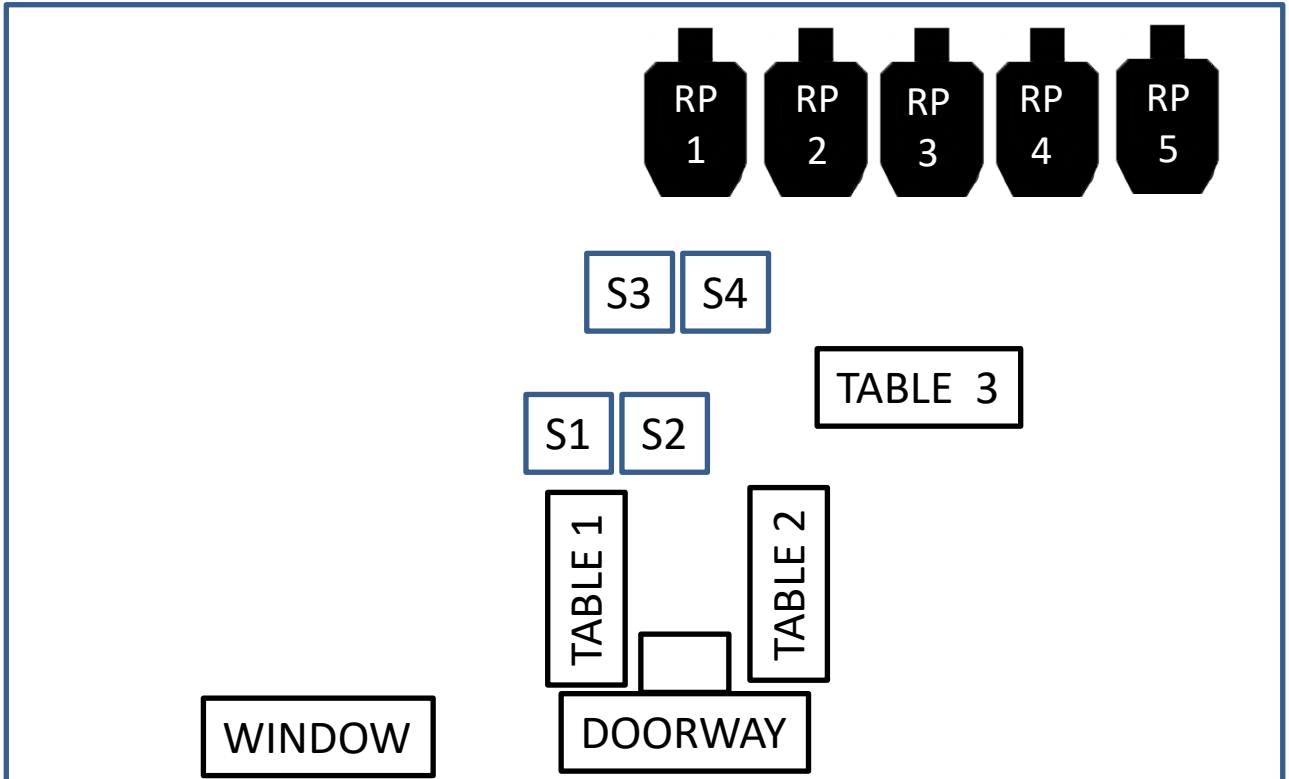 RP
1
RP
2
RP
3
RP
4
RP
5
S3
S4
TABLE  3
S1
S2
TABLE 1
TABLE 2
WINDOW
DOORWAY